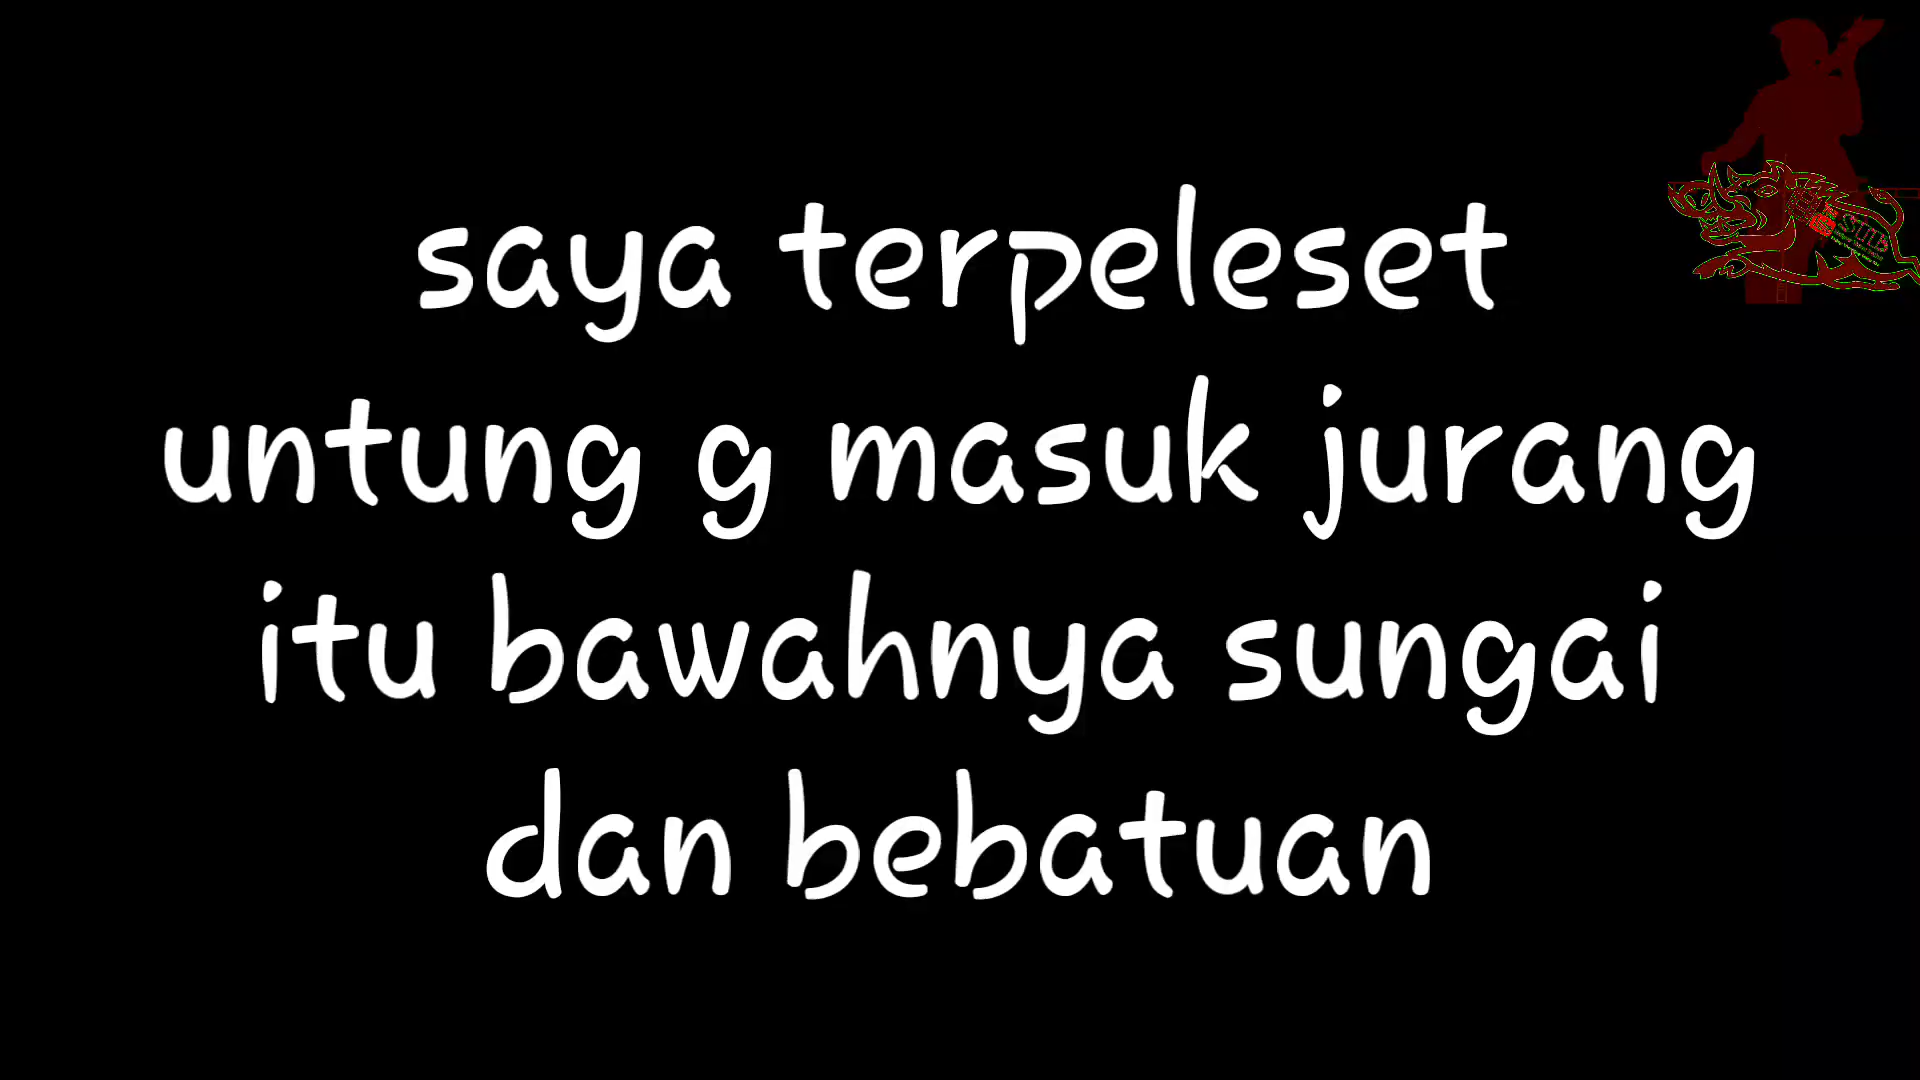 saya terpeleset
untung g masuk jurang
itu bawahnya sungai
dan bebatuan